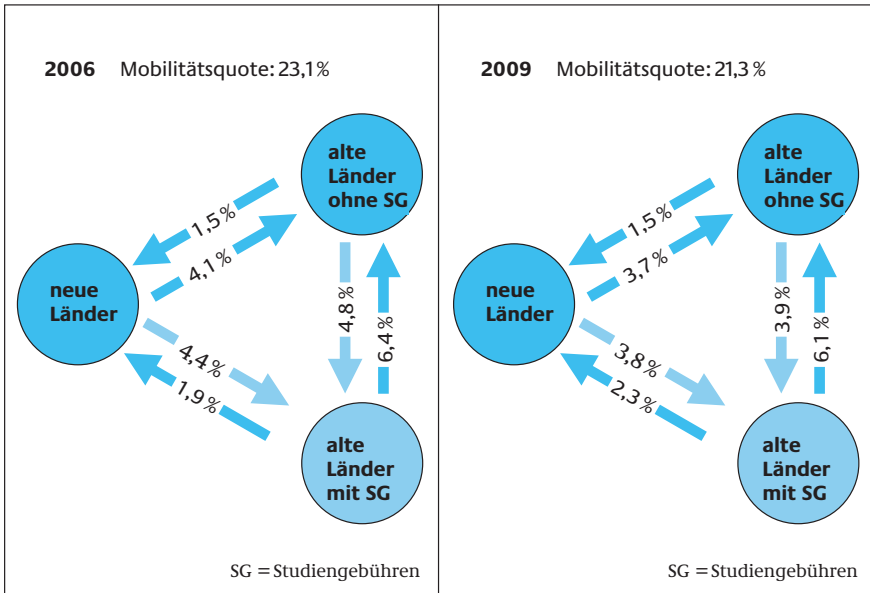 2006 Mobilitätsquote: 23,1 %
alte
Länder
ohne SG
1,5 %
4,1 %
neue
Länder
4,8 %
6,4 %
4,4 %
1,9 %
alte
Länder
mit SG
SG = Studiengebühren
2009 Mobilitätsquote: 21,3 %
alte
Länder
ohne SG
1,5 %
3,7 %
neue
Länder
3,9 %
6,1 %
3,8 %
2,3 %
alte
Länder
mit SG
SG = Studiengebühren